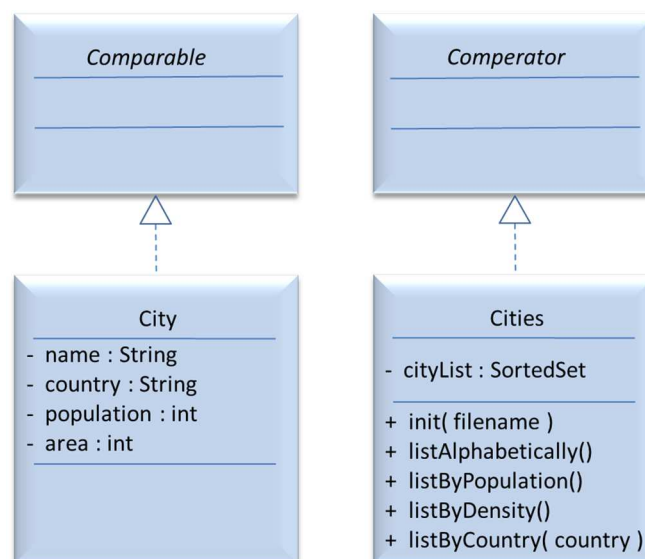 Comparable
Comperator
City
- name : String
- country : String
- population : int
- area : int
Cities
- cityList : SortedSet
+ init( filename )
+ listAlphabetically()
+ listByPopulation()
+ listByDensity()
+ listByCountry( country )